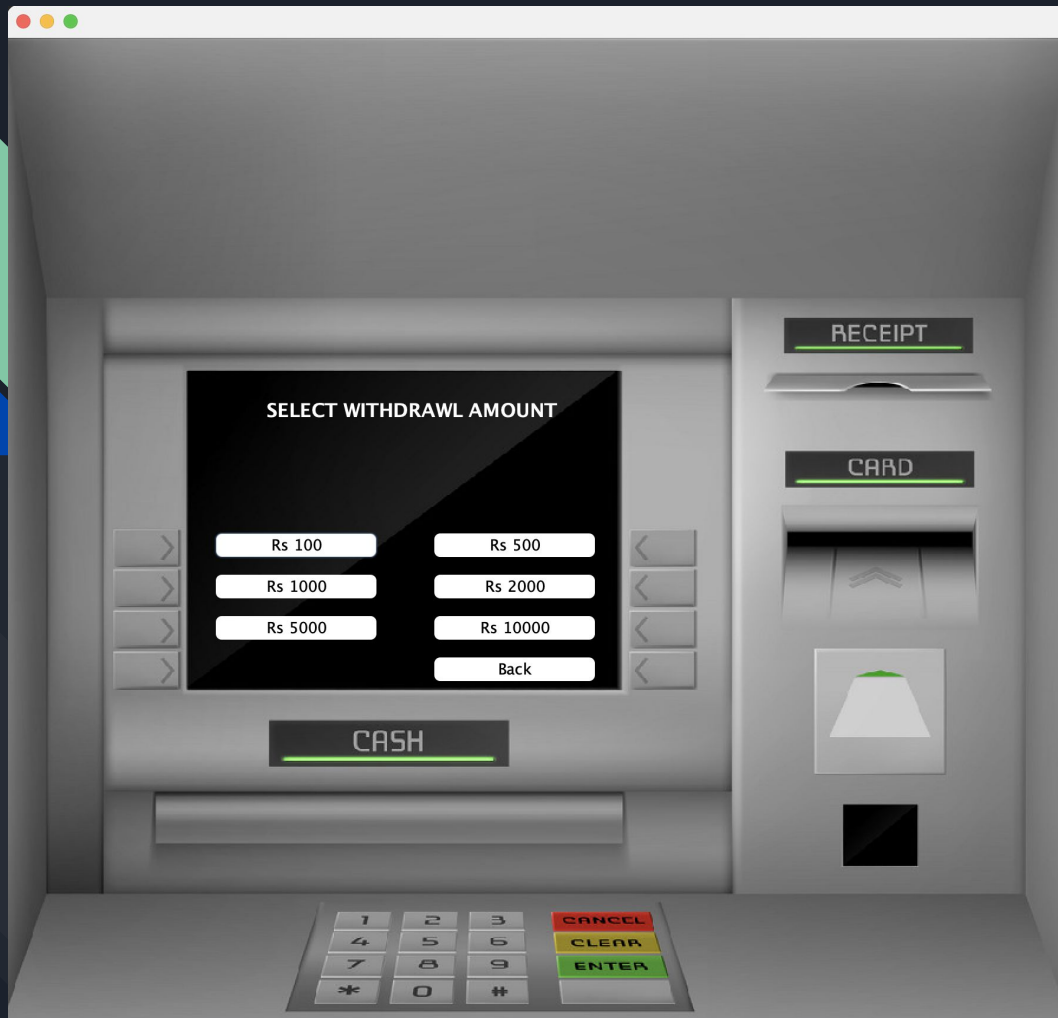 RECEIPT
SELECT WITHDRAWL AMOUNT
CARD
Rs 100 Rs 500
Rs 1000 Rs 2000
Rs 5000 Rs 10000
Back
CASH
1 2 3 CANCEL
4 5 6 CLEAR
7 8 9 ENTER
* 0 #